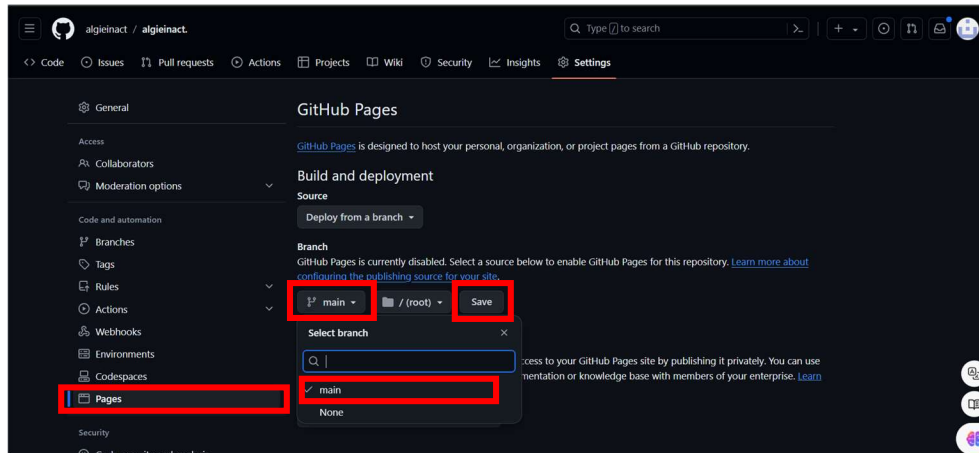 algieinact / algieinact.
Type / to search
Code Issues Pull requests Actions Projects Wiki Security Insights Settings
General
Access
Collaborators
Moderation options
Code and automation
Branches
Tags
Rules
Actions
Webhooks
Environments
Codespaces
Pages
Security
GitHub Pages
GitHub Pages is designed to host your personal, organization, or project pages from a GitHub repository.
Build and deployment
Source
Deploy from a branch
Branch
GitHub Pages is currently disabled. Select a source below to enable GitHub Pages for this repository. Learn more about
configuring the publishing source for your site.
main / (root) Save
Select branch
main
None
access to your GitHub Pages site by publishing it privately. You can use
mentation or knowledge base with members of your enterprise. Learn